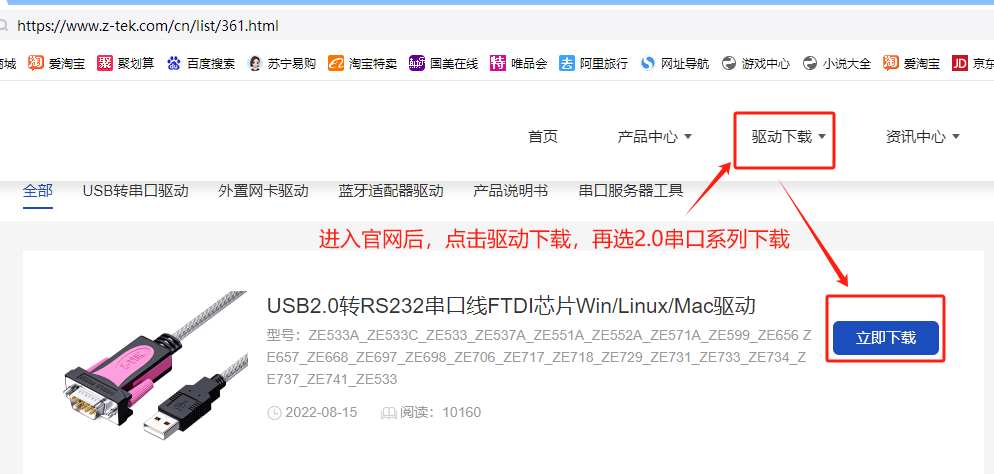 https://www.z-tek.com/cn/list/361.html
商城 爱淘宝 聚划算 百度搜索 苏宁易购 淘宝特卖 国美在线 唯品会 阿里旅行 网址导航 游戏中心 小说大全 爱淘宝 京东
首页 产品中心 驱动下载 资讯中心
全部 USB转串口驱动 外置网卡驱动 蓝牙适配器驱动 产品说明书 串口服务器工具
进入官网后，点击驱动下载，再选2.0串口系列下载
USB2.0转RS232串口线FTDI芯片Win/Linux/Mac驱动
型号：ZE533A_ZE533C_ZE533_ZE537A_ZE551A_ZE552A_ZE571A_ZE599_ZE656 Z
E657_ZE668_ZE697_ZE698_ZE706_ZE717_ZE718_ZE729_ZE731_ZE733_ZE734_Z
E737_ZE741_ZE533
立即下载
2022-08-15 阅读：10160
Z-TEK